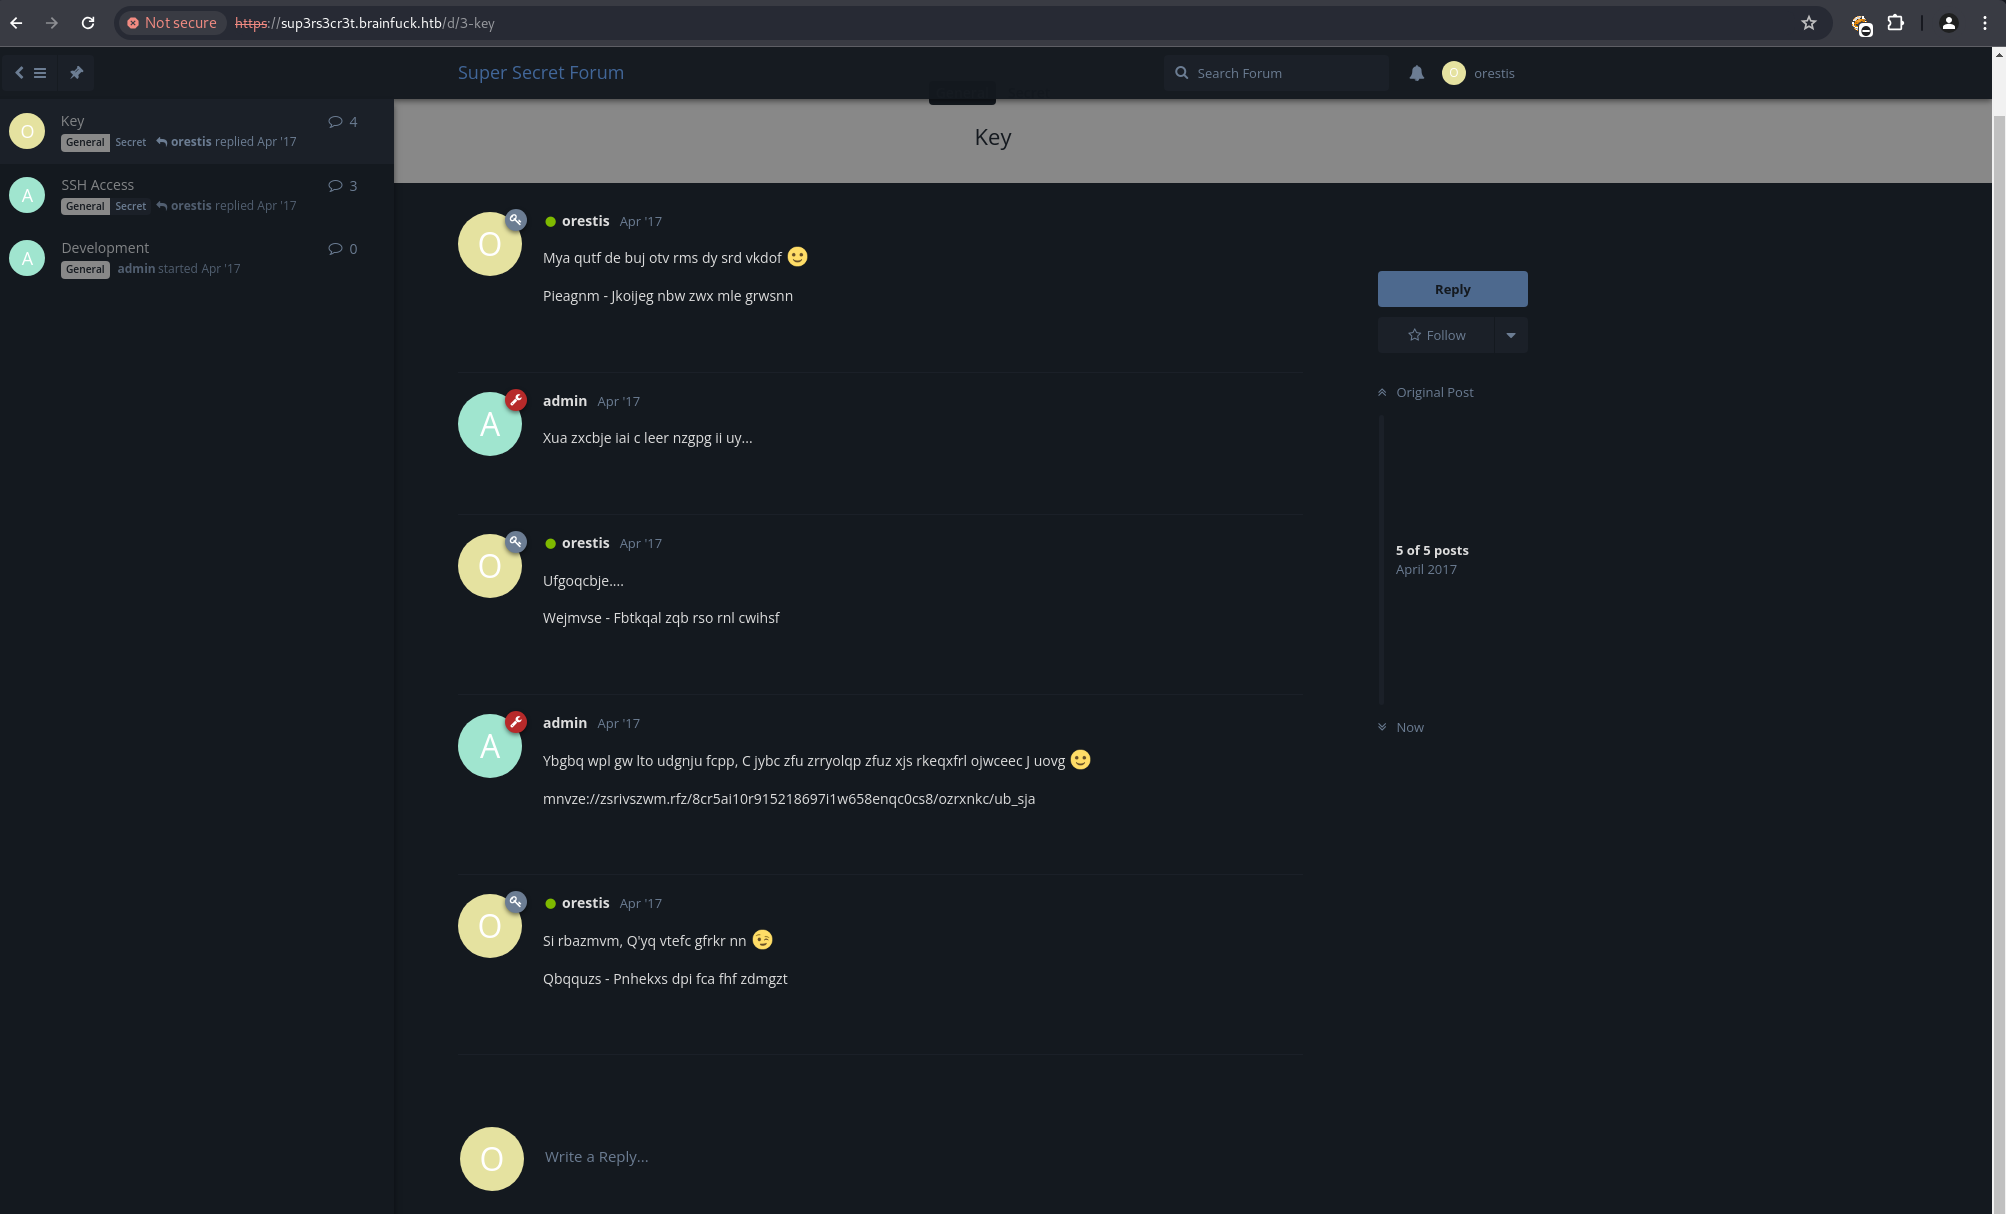 Not secure https://sup3rs3cr3t.brainfuck.htb/d/3-key
Super Secret Forum
Search Forum
O orestis
O
Key
4
General Secret orestis replied Apr '17
A
SSH Access
3
General Secret orestis replied Apr '17
A
Development
0
General admin started Apr '17
Key
O
orestis Apr '17
Mya qutf de buj otv rms dy srd vkdof
Pieagnm - Jkoijeg nbw zwx mle grwsnn
A
admin Apr '17
Xua zxcbje iai c leer nzgpg ii uy...
O
orestis Apr '17
Ufgoqcbje....
Wejmvse - Fbtkqal zqb rso rnl cwihsf
A
admin Apr '17
Ybgbq wpl gw lto udgnju fcpp, C jybc zfu zrryolqp zfuz xjs rkeqxfrl ojwceec J uovg
mnvze://zsrivszwm.rfz/8cr5ai10r915218697i1w658enqc0cs8/ozrxnkc/ub_sja
O
orestis Apr '17
Si rbazmvm, Q'yq vtefc gfrkr nn
Qbqquzs - Pnhekxs dpi fca fhf zdmgzt
O
Write a Reply...
Reply
Follow
Original Post
5 of 5 posts
April 2017
Now